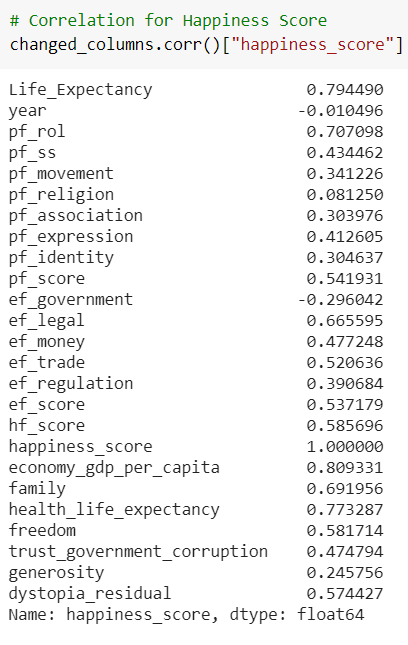 # Correlation for Happiness Score
changed_columns.corr()["happiness_score"]
Life_Expectancy 0.794490
year -0.010496
pf_rol 0.707098
pf_ss 0.434462
pf_movement 0.341226
pf_religion 0.081250
pf_association 0.303976
pf_expression 0.412605
pf_identity 0.304637
pf_score 0.541931
ef_government -0.296042
ef_legal 0.665595
ef_money 0.477248
ef_trade 0.520636
ef_regulation 0.390684
ef_score 0.537179
hf_score 0.585696
happiness_score 1.000000
economy_gdp_per_capita 0.809331
family 0.691956
health_life_expectancy 0.773287
freedom 0.581714
trust_government_corruption 0.474794
generosity 0.245756
dystopia_residual 0.574427
Name: happiness_score, dtype: float64